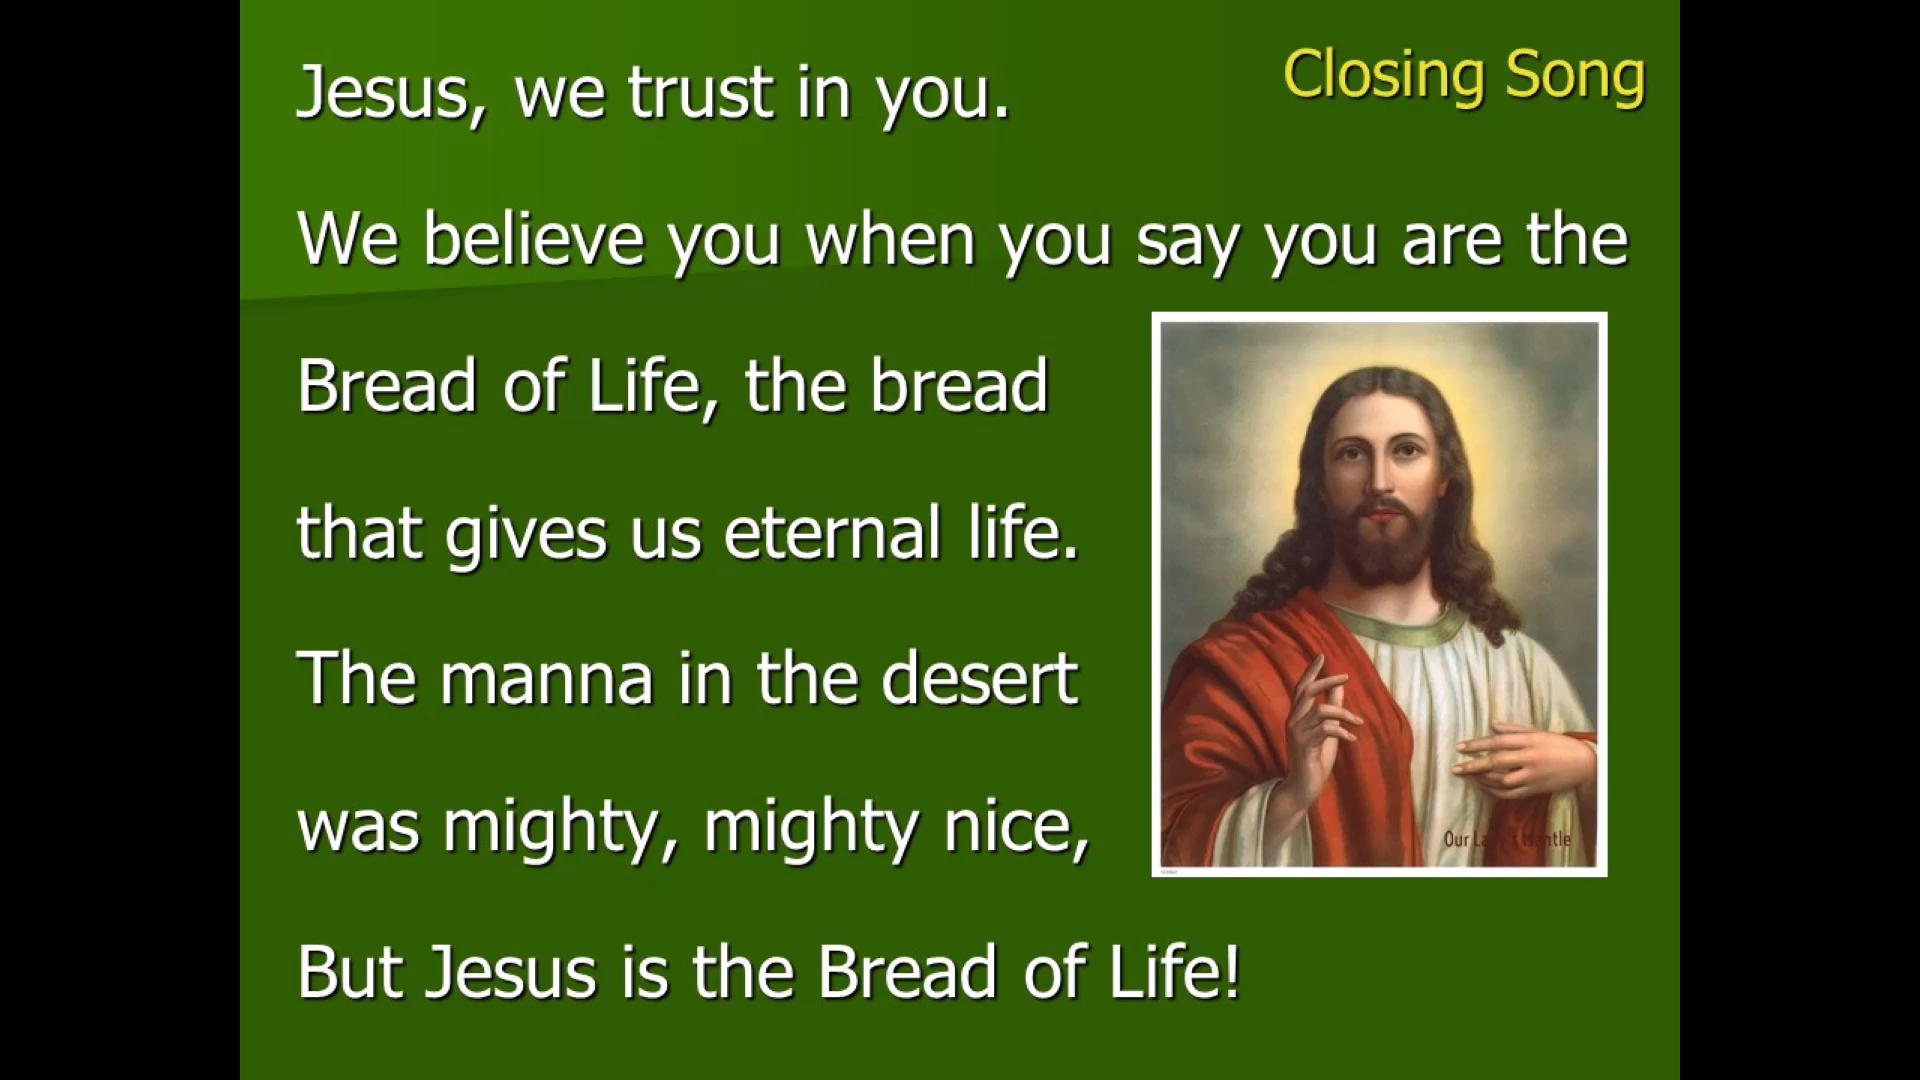 Jesus, we trust in you.
Closing Song
We believe you when you say you are the
Bread of Life, the bread
that gives us eternal life.
The manna in the desert
was mighty, mighty nice,
But Jesus is the Bread of Life!
Our